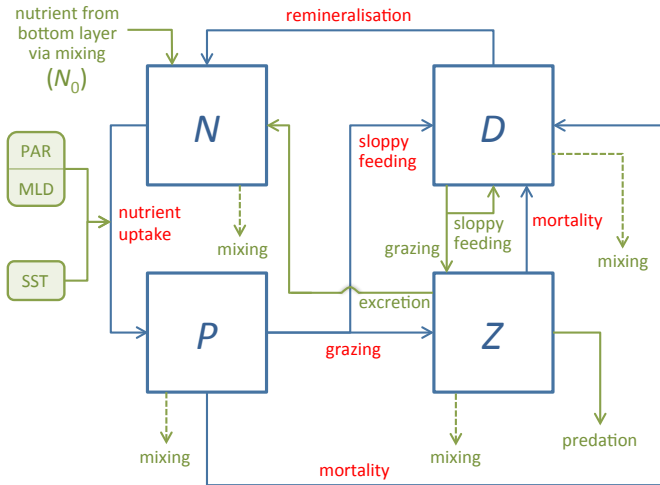 nutrient from
bottom layer
via mixing
(N₀)
remineralisation
N
D
PAR
MLD
sloppy
feeding
nutrient
uptake
mixing
grazing
sloppy
feeding
mortality
mixing
SST
excretion
P
grazing
Z
mixing
mortality
mixing
predation